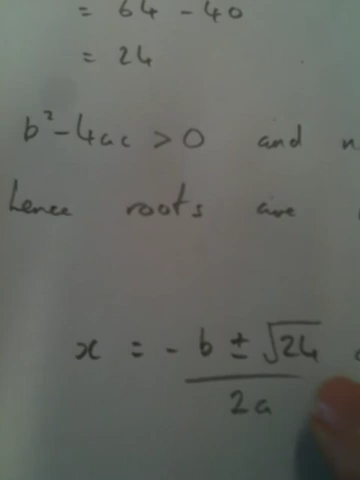 = 64 - 40
= 24
b² - 4ac > 0 and
hence roots are
x = - b ± √24
2a